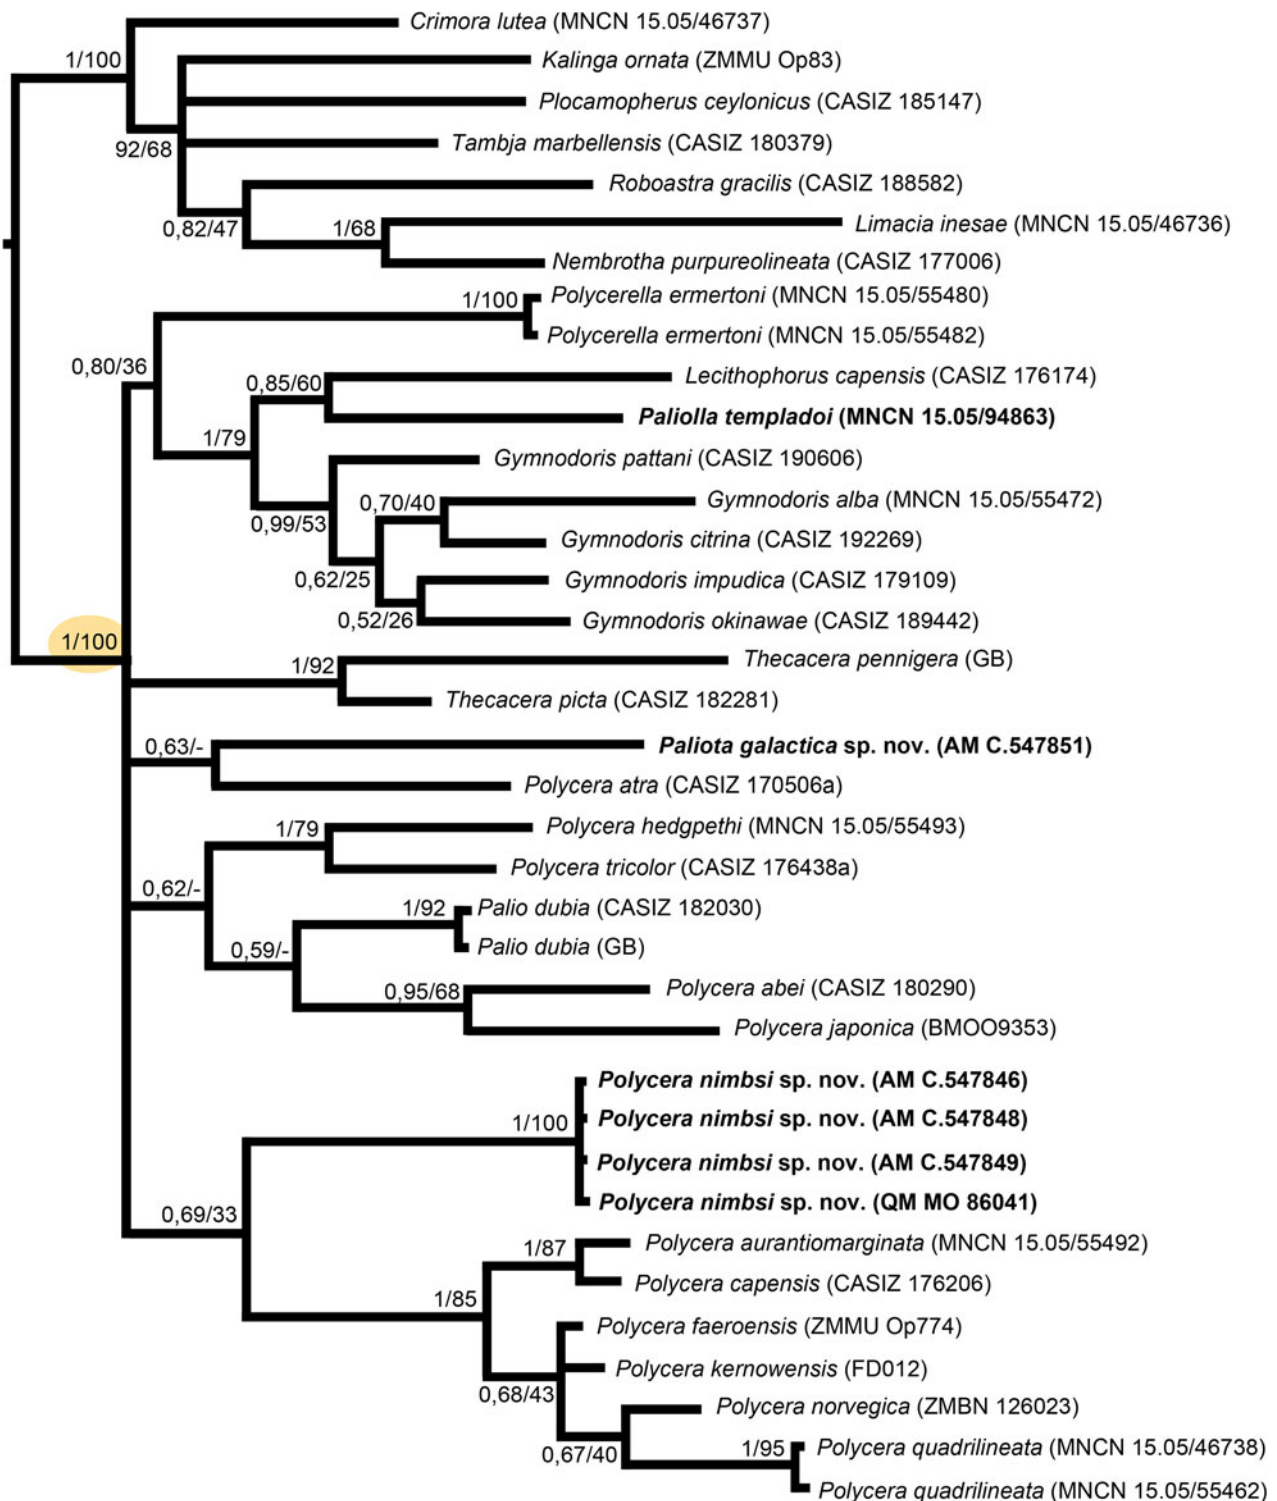 Crimora lutea (MNCN 15.05/46737)
1/100
Kalinga ornata (ZMMU Op83)
Plocamopherus ceylonicus (CASIZ 185147)
92/68
Tambja marbellensis (CASIZ 180379)
Roboastra gracilis (CASIZ 188582)
0,82/47
1/68
Limacia inesae (MNCN 15.05/46736)
Nembrotha purpureolineata (CASIZ 177006)
1/100
Polycerella ermertoni (MNCN 15.05/55480)
Polycerella ermertoni (MNCN 15.05/55482)
0,80/36
0,85/60
Lecithophorus capensis (CASIZ 176174)
Paliolla templadoi (MNCN 15.05/94863)
1/79
Gymnodoris pattani (CASIZ 190606)
0,99/53
0,70/40
Gymnodoris alba (MNCN 15.05/55472)
Gymnodoris citrina (CASIZ 192269)
0,62/25
Gymnodoris impudica (CASIZ 179109)
0,52/26
Gymnodoris okinawae (CASIZ 189442)
1/100
1/92
Thecacera pennigera (GB)
Thecacera picta (CASIZ 182281)
0,63/-
Paliota galactica sp. nov. (AM C.547851)
Polycera atra (CASIZ 170506a)
1/79
Polycera hedgpethi (MNCN 15.05/55493)
Polycera tricolor (CASIZ 176438a)
0,62/-
1/92
Palio dubia (CASIZ 182030)
0,59/-
Palio dubia (GB)
0,95/68
Polycera abei (CASIZ 180290)
Polycera japonica (BMOO9353)
Polycera nimbsi sp. nov. (AM C.547846)
1/100
Polycera nimbsi sp. nov. (AM C.547848)
Polycera nimbsi sp. nov. (AM C.547849)
Polycera nimbsi sp. nov. (QM MO 86041)
0,69/33
1/87
Polycera aurantiomarginata (MNCN 15.05/55492)
Polycera capensis (CASIZ 176206)
1/85
Polycera faeroensis (ZMMU Op774)
Polycera kernowensis (FD012)
0,68/43
Polycera norvegica (ZMBN 126023)
0,67/40
1/95
Polycera quadrilineata (MNCN 15.05/46738)
Polycera quadrilineata (MNCN 15.05/55462)